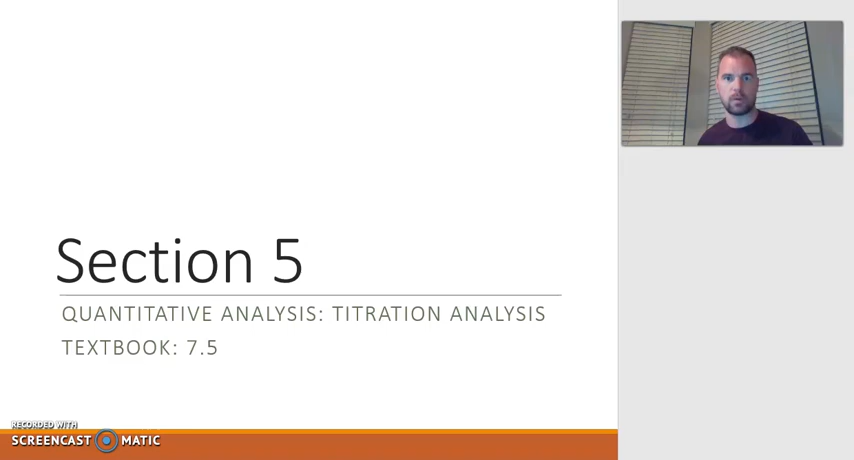 Section 5
QUANTITATIVE ANALYSIS: TITRATION ANALYSIS
TEXTBOOK: 7.5
RECORDED WITH
SCREENCAST MATIC